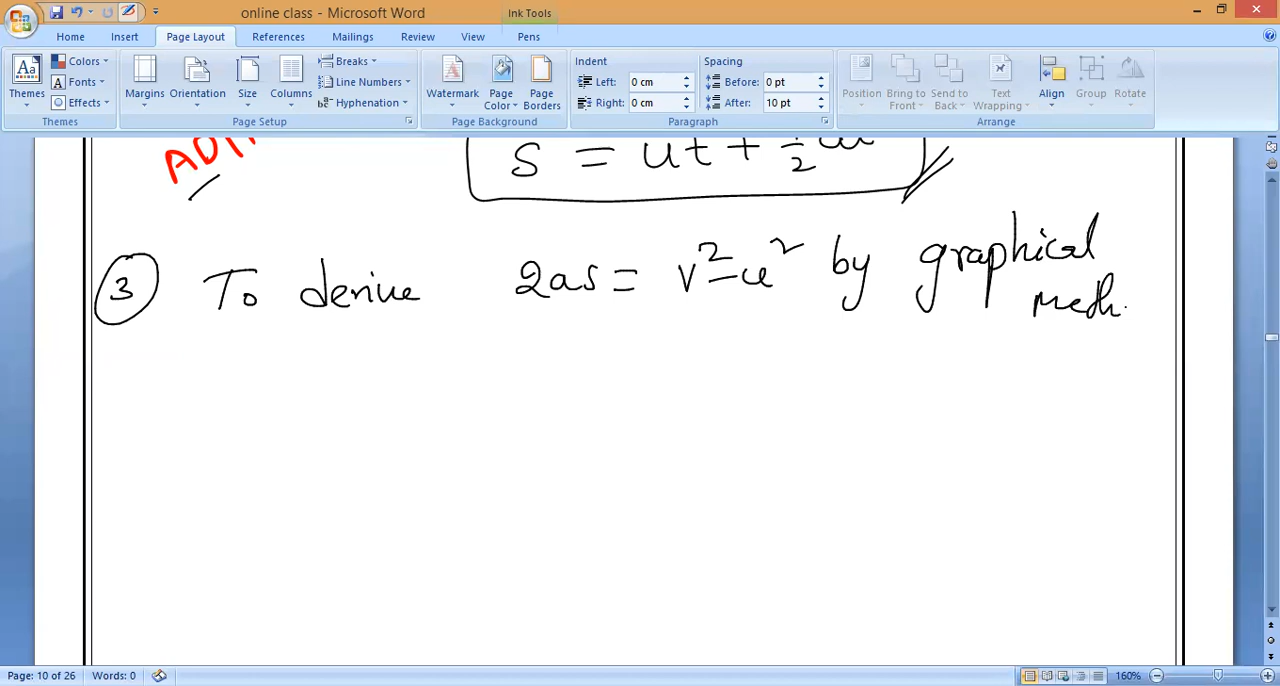 online class - Microsoft Word
Ink Tools
Home Insert Page Layout References Mailings Review View Pens
Themes
Colors
Fonts
Effects
Themes
Margins Orientation Size Columns
Breaks
Line Numbers
Hyphenation
Page Setup
Watermark Page Color Page Borders
Page Background
Indent
Left: 0 cm
Right: 0 cm
Spacing
Before: 0 pt
After: 10 pt
Paragraph
Position Bring to Front Send to Back Text Wrapping Align Group Rotate
Arrange
S = ut + 1/2
3 To derive 2as = v²-u² by graphical
meth.
Page: 10 of 26 Words: 0 160%